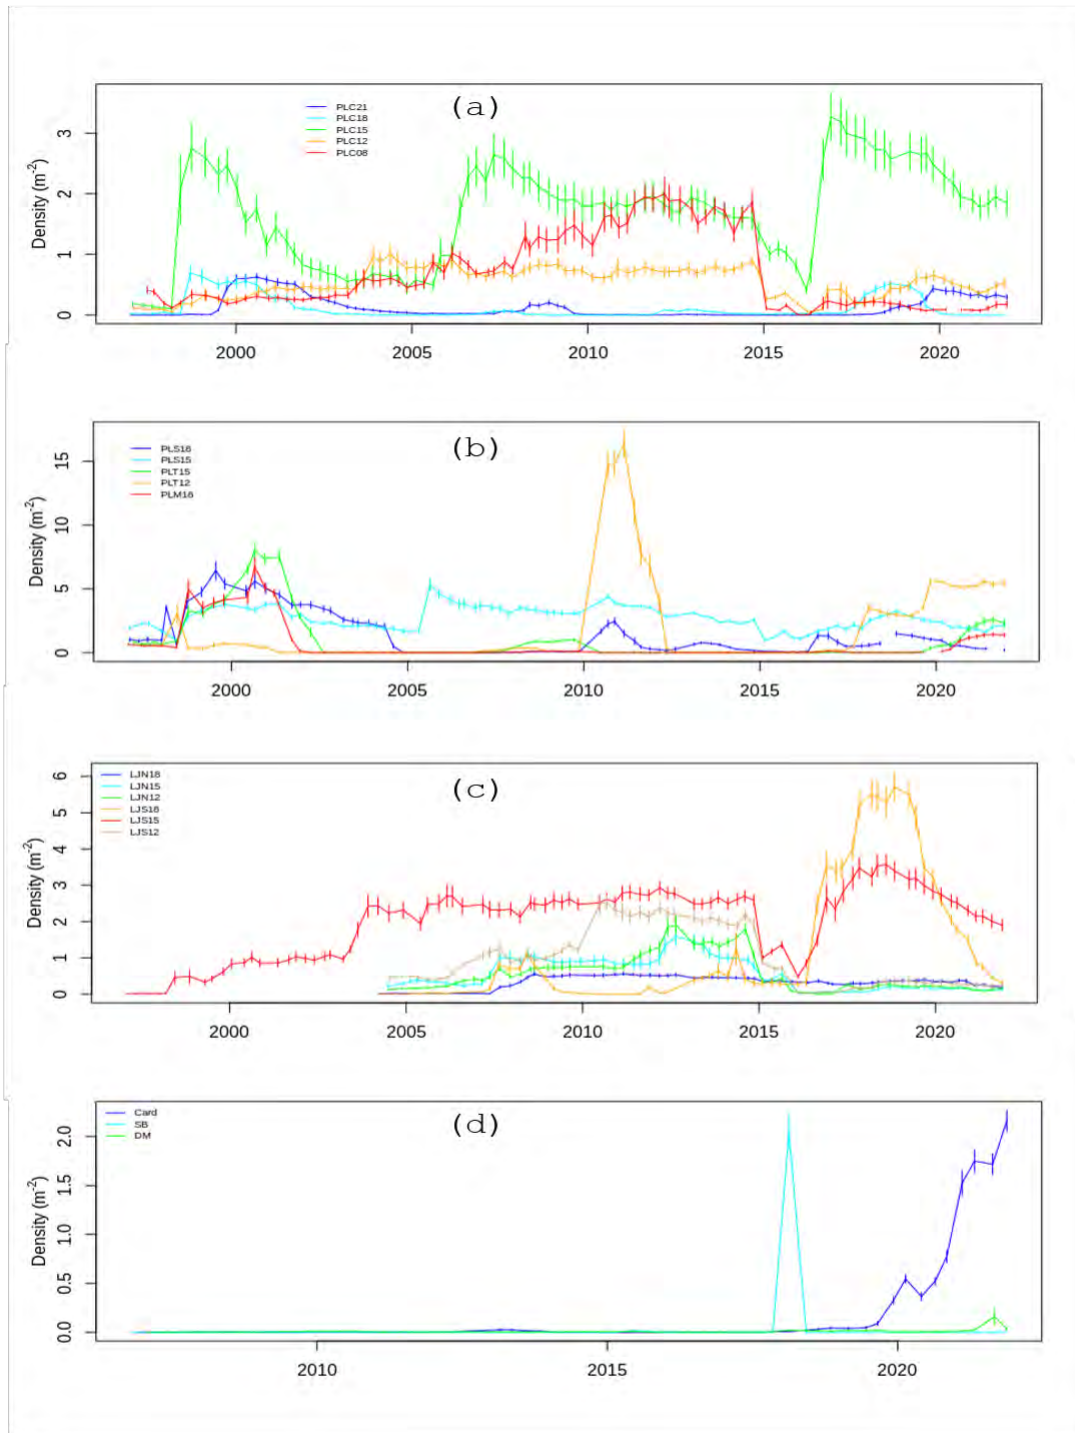 (a)
PLC21
PLC18
PLC15
PLC12
PLC08
Density (m-2)
0 1 2 3
2000 2005 2010 2015 2020
(b)
PLS18
PLS15
PLT15
PLT12
PLM16
Density (m-2)
0 5 10 15
2000 2005 2010 2015 2020
(c)
LJN18
LJN15
LJN12
LJS18
LJS15
LJS12
Density (m-2)
0 1 2 3 4 5 6
2000 2005 2010 2015 2020
(d)
Card
SB
DM
Density (m-2)
0.0 0.5 1.0 1.5 2.0
2010 2015 2020